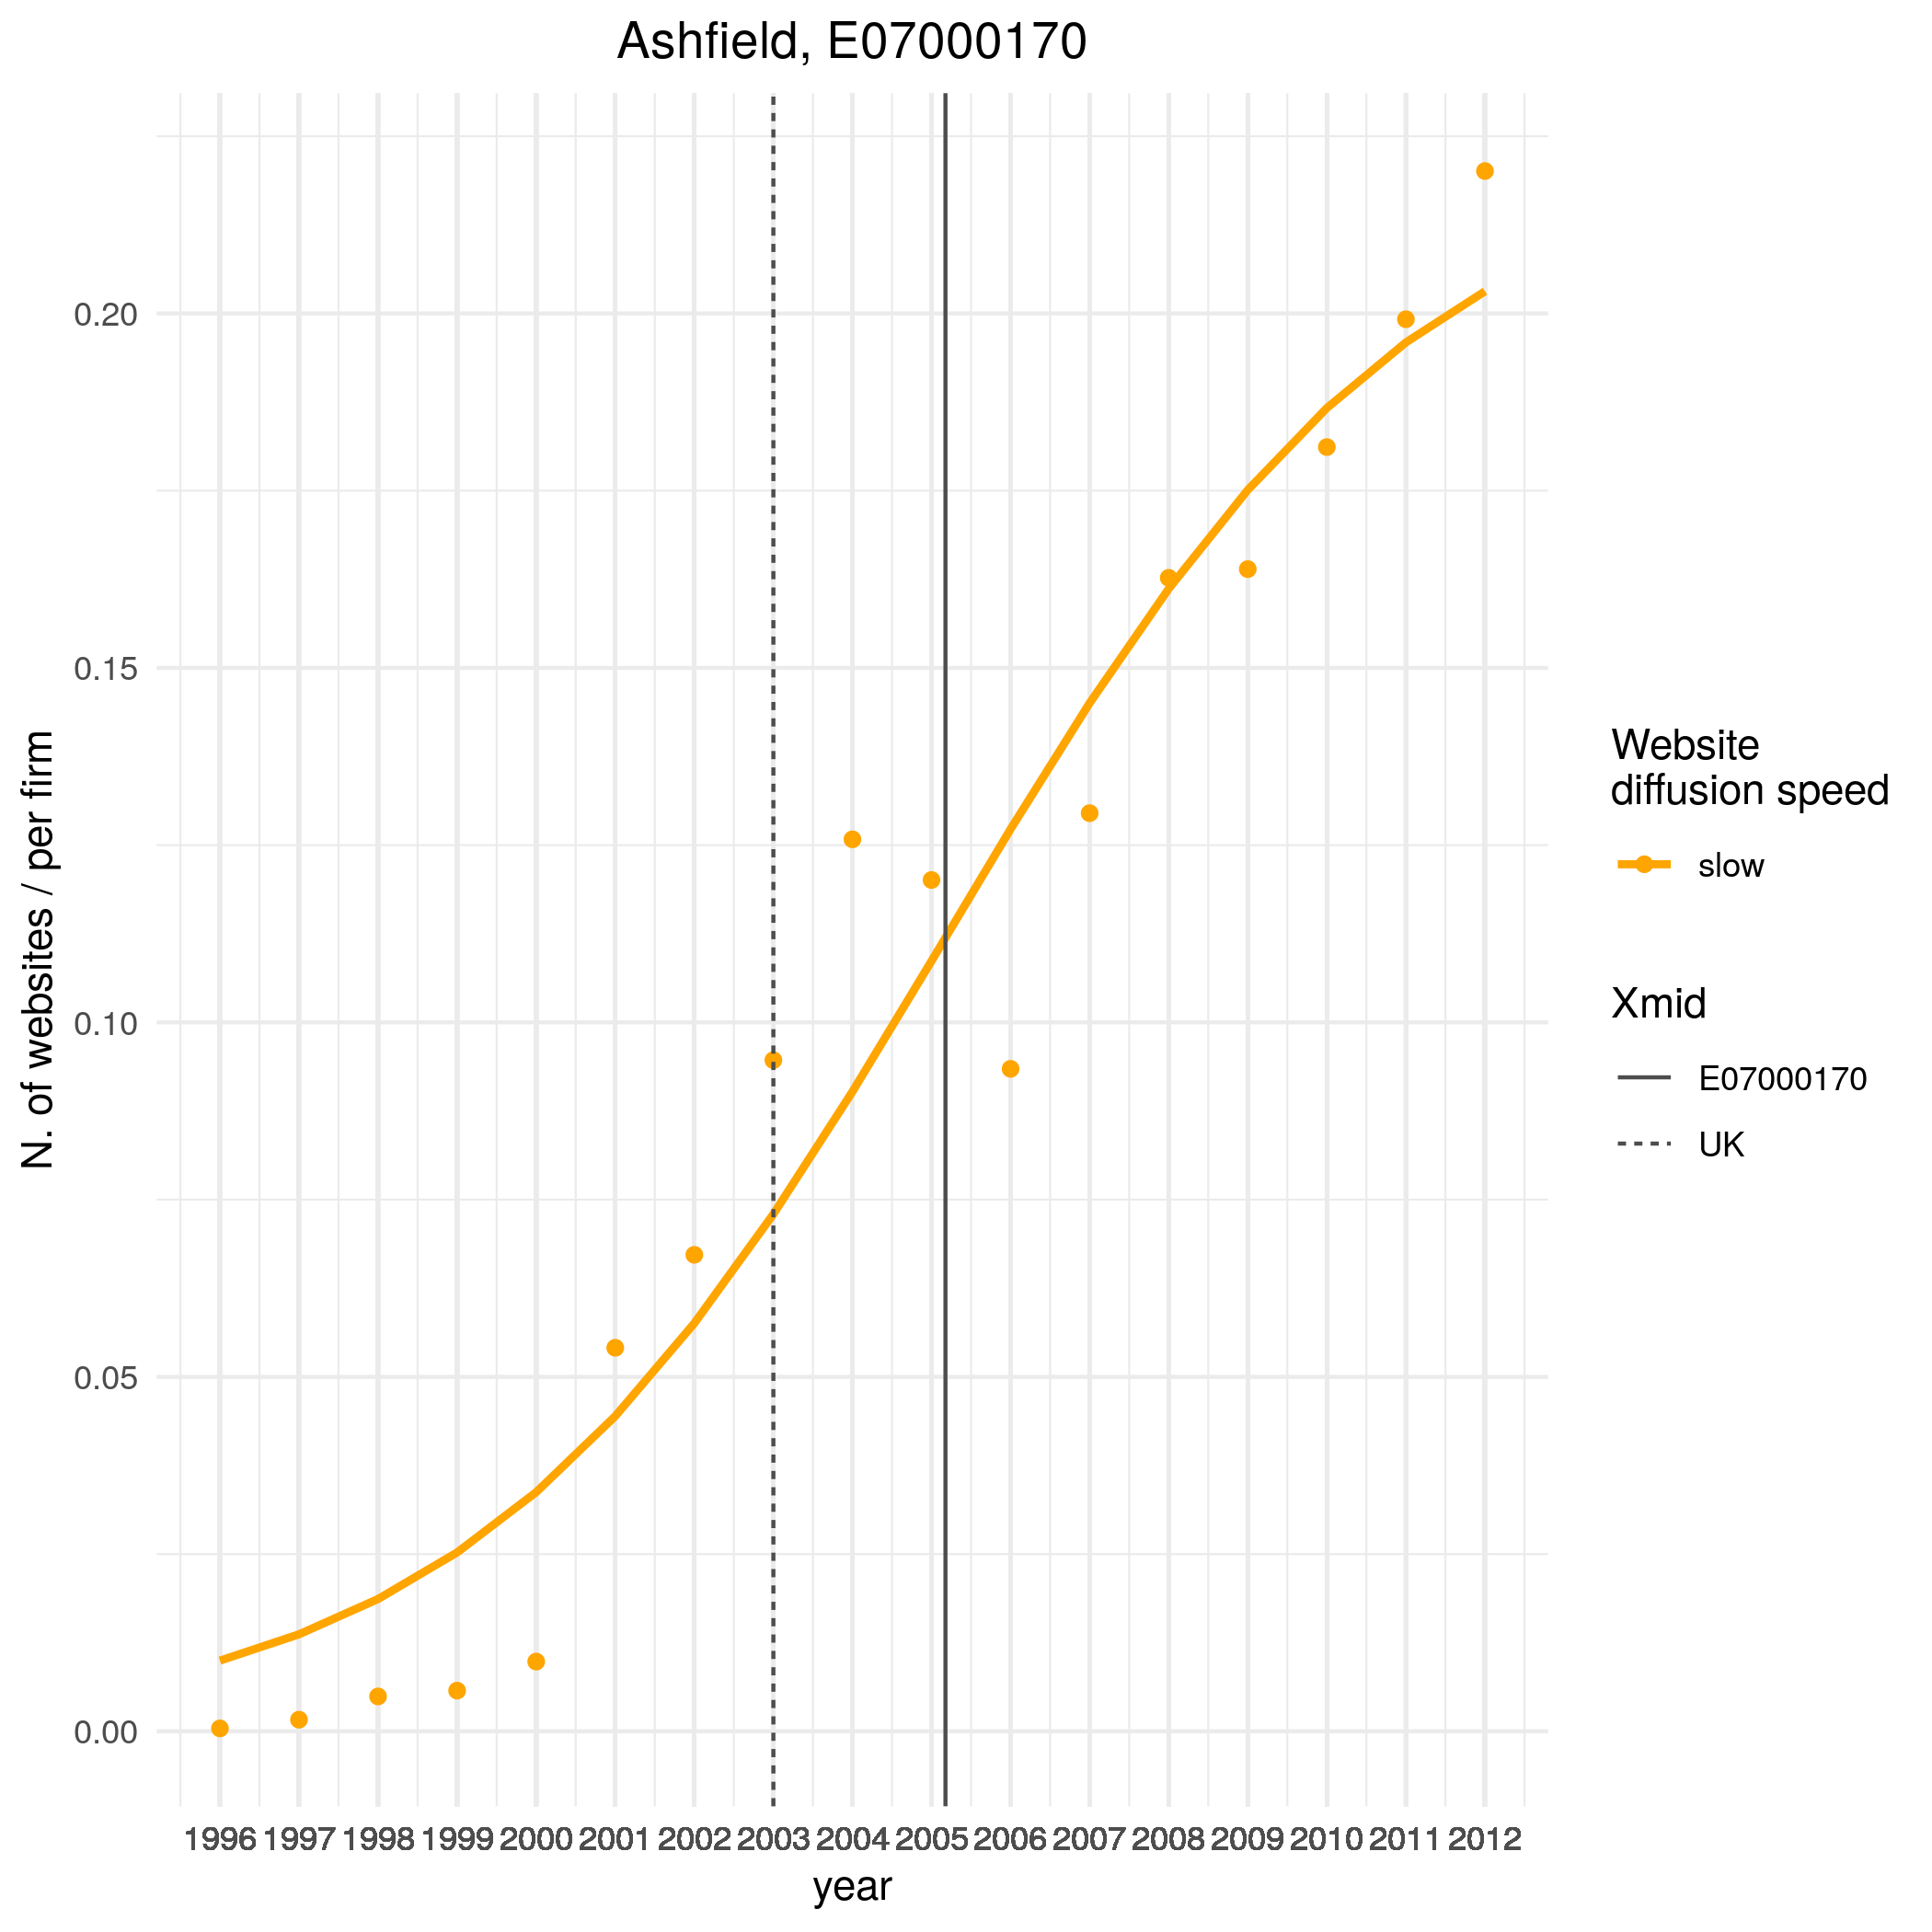 Ashfield, E07000170
N. of websites / per firm
0.20
0.15
0.10
0.05
0.00
1996 1997 1998 1999 2000 2001 2002 2003 2004 2005 2006 2007 2008 2009 2010 2011 2012
year
Website
diffusion speed
slow
Xmid
E07000170
UK